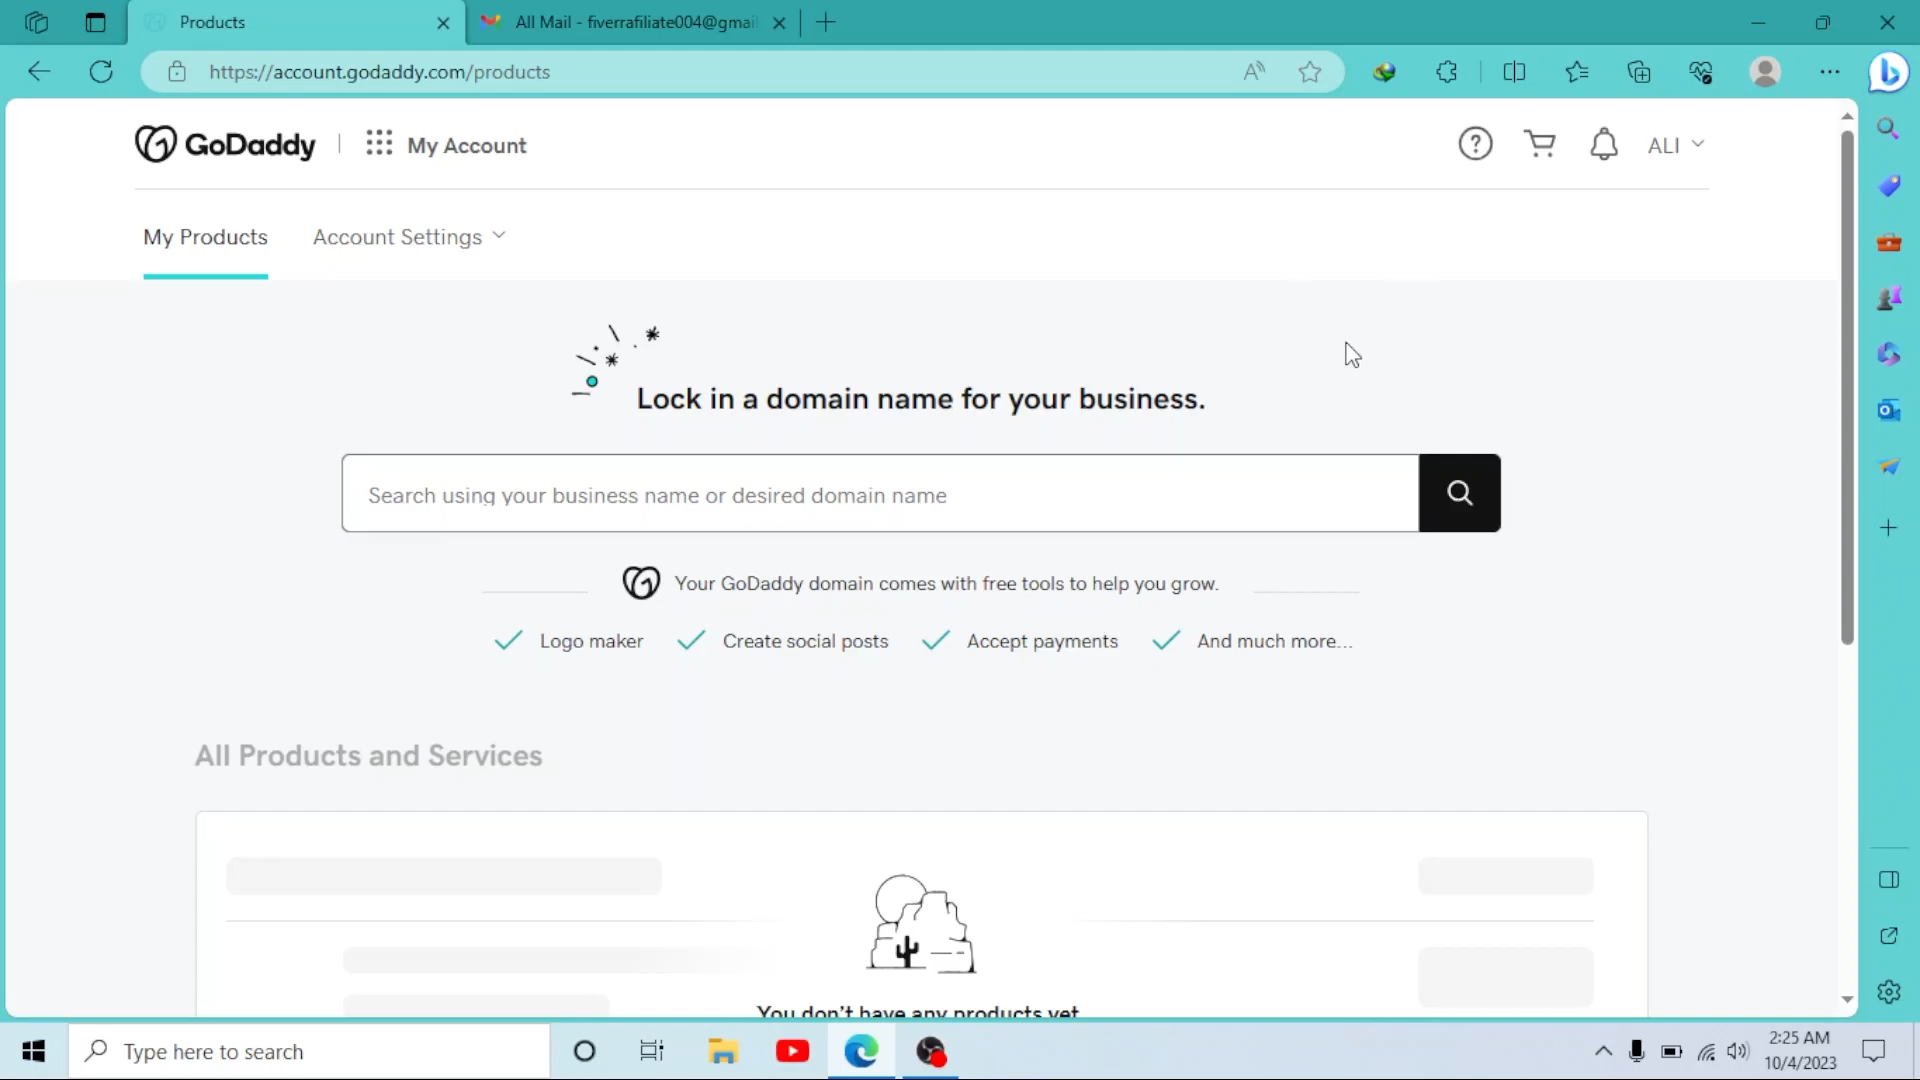 Products
All Mail - fiverrafiliate004@gmai
https://account.godaddy.com/products
GoDaddy
My Account
ALI
My Products
Account Settings
Lock in a domain name for your business.
Search using your business name or desired domain name
Your GoDaddy domain comes with free tools to help you grow.
Logo maker
Create social posts
Accept payments
And much more...
All Products and Services
You don't have any products yet
Type here to search
2:25 AM
10/4/2023